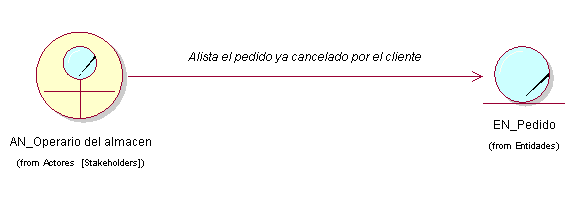 Alista el pedido ya cancelado por el cliente
AN_Operario del almacen
(from Actores [Stakeholders])
EN_Pedido
(from Entidades)